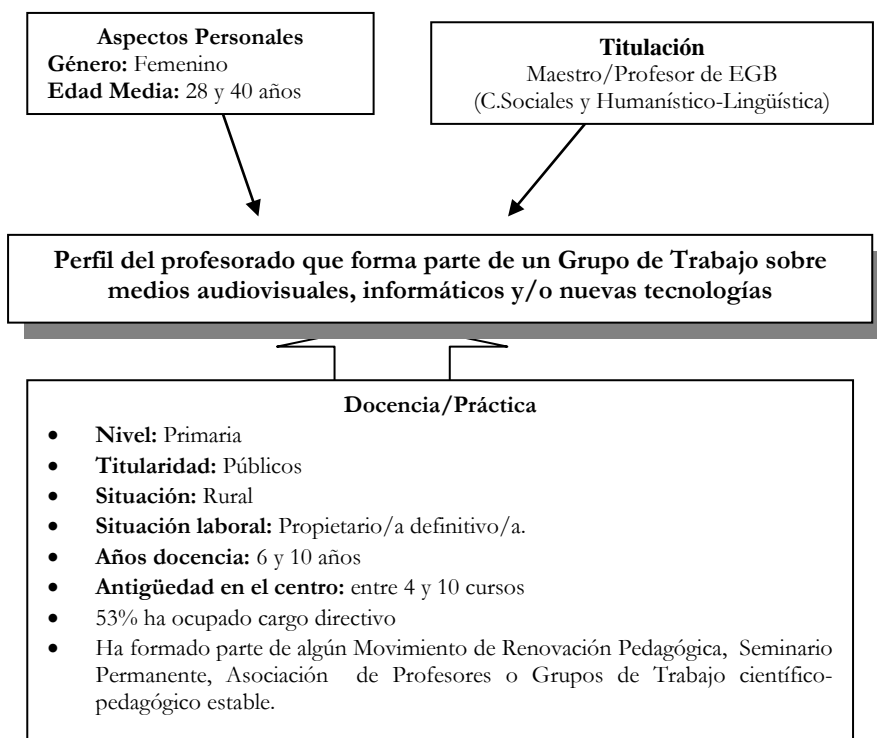 Aspectos Personales
Género: Femenino
Edad Media: 28 y 40 años
Titulación
Maestro/Profesor de EGB
(C.Sociales y Humanístico-Lingüística)
Perfil del profesorado que forma parte de un Grupo de Trabajo sobre
medios audiovisuales, informáticos y/o nuevas tecnologías
Docencia/Práctica
• Nivel: Primaria
• Titularidad: Públicos
• Situación: Rural
• Situación laboral: Propietario/a definitivo/a.
• Años docencia: 6 y 10 años
• Antigüedad en el centro: entre 4 y 10 cursos
• 53% ha ocupado cargo directivo
• Ha formado parte de algún Movimiento de Renovación Pedagógica, Seminario
Permanente, Asociación de Profesores o Grupos de Trabajo científico-
pedagógico estable.